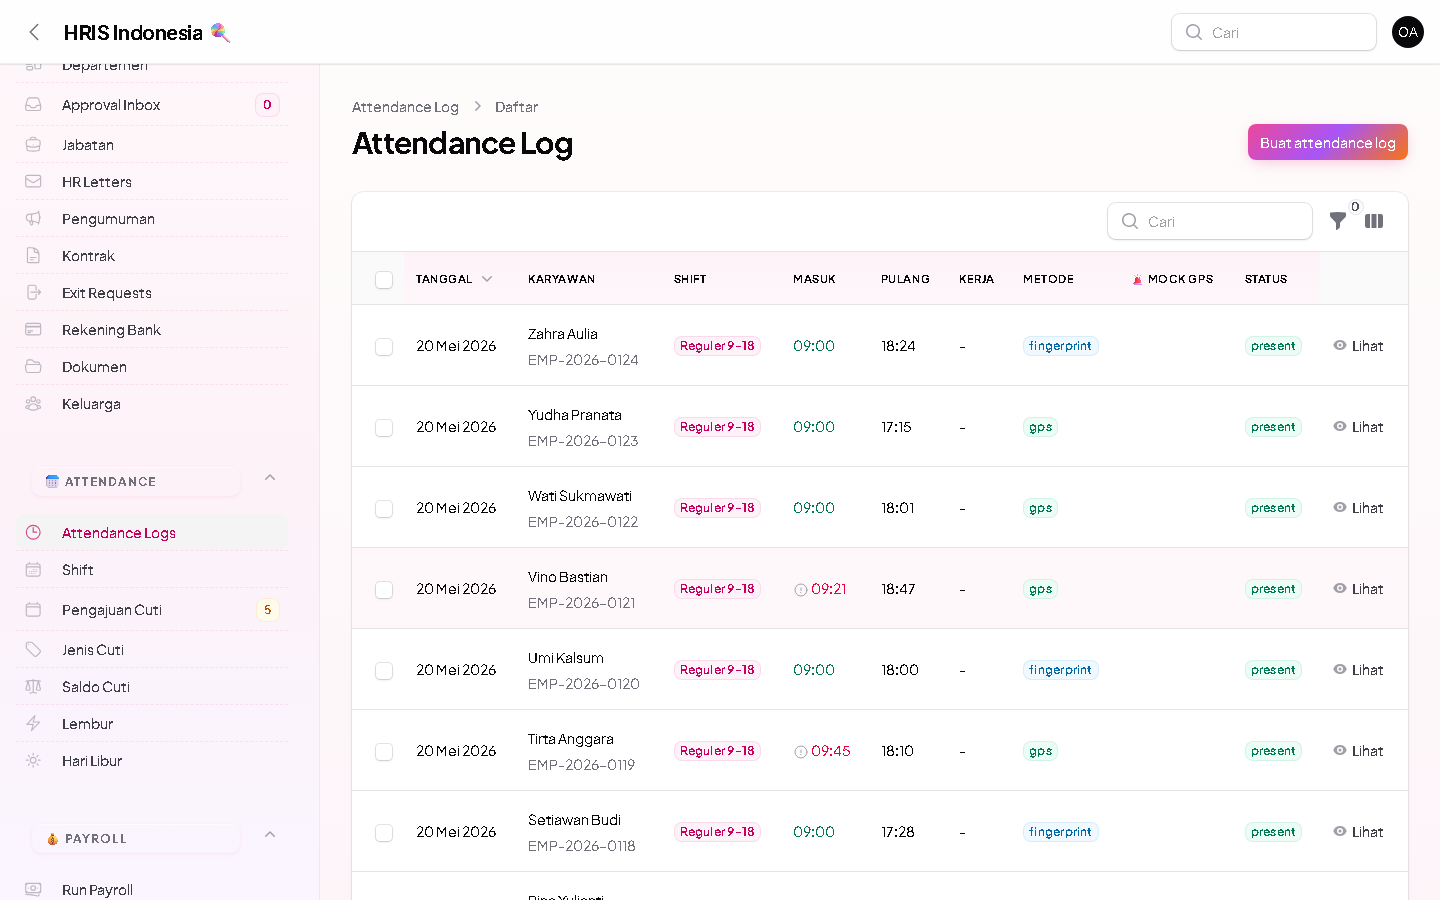 HRIS Indonesia
Cari
OA
Departemen
Approval Inbox
0
Jabatan
HR Letters
Pengumuman
Kontrak
Exit Requests
Rekening Bank
Dokumen
Keluarga
ATTENDANCE
Attendance Logs
Shift
Pengajuan Cuti
5
Jenis Cuti
Saldo Cuti
Lembur
Hari Libur
PAYROLL
Run Payroll
Attendance Log > Daftar
Attendance Log
Buat attendance log
Cari
0
TANGGAL KARYAWAN SHIFT MASUK PULANG KERJA METODE MOCK GPS STATUS
Zahra Aulia
20 Mei 2026 Reguler 9-18 09:00 18:24 - fingerprint present Lihat
EMP-2026-0124
Yudha Pranata
20 Mei 2026 Reguler 9-18 09:00 17:15 - gps present Lihat
EMP-2026-0123
Wati Sukmawati
20 Mei 2026 Reguler 9-18 09:00 18:01 - gps present Lihat
EMP-2026-0122
Vino Bastian
20 Mei 2026 Reguler 9-18 09:21 18:47 - gps present Lihat
EMP-2026-0121
Umi Kalsum
20 Mei 2026 Reguler 9-18 09:00 18:00 - fingerprint present Lihat
EMP-2026-0120
Tirta Anggara
20 Mei 2026 Reguler 9-18 09:45 18:10 - gps present Lihat
EMP-2026-0119
Setiawan Budi
20 Mei 2026 Reguler 9-18 09:00 17:28 - fingerprint present Lihat
EMP-2026-0118